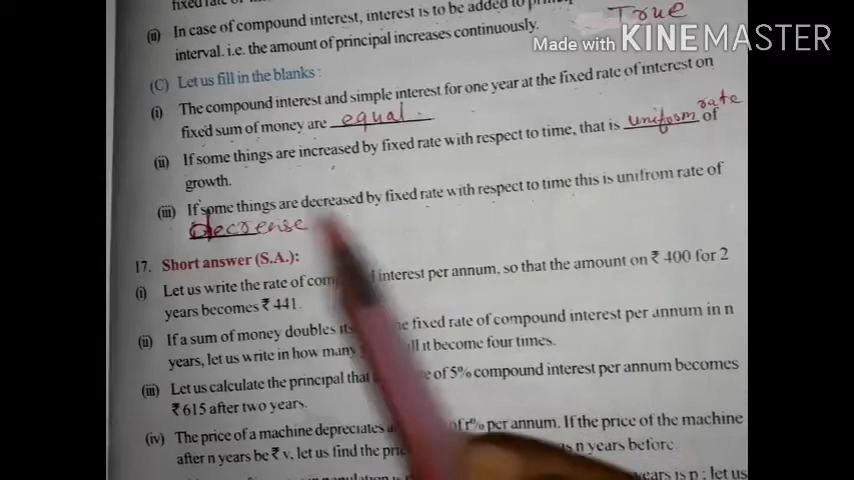 fixed rate of
(ii) In case of compound interest, interest is to be added to
True
interval. i.e. the amount of principal increases continuously.
Made with KINEMASTER
(C) Let us fill in the blanks :
(i) The compound interest and simple interest for one year at the fixed rate of interest on
fixed sum of money are equal.
(ii) If some things are increased by fixed rate with respect to time, that is uniform rate of
growth.
(iii) If some things are decreased by fixed rate with respect to time this is unifrom rate of
decrense
17. Short answer (S.A.):
(i) Let us write the rate of interest per annum, so that the amount on ₹ 400 for 2
years becomes ₹ 441.
(ii) If a sum of money doubles fixed rate of compound interest per annum in n
years, let us write in how many it become four times.
(iii) Let us calculate the principal that of 5% compound interest per annum becomes
₹ 615 after two years.
(iv) The price of a machine depreciates of r% per annum. If the price of the machine
after n years be ₹ v, let us find the n years before.
years is p; let us